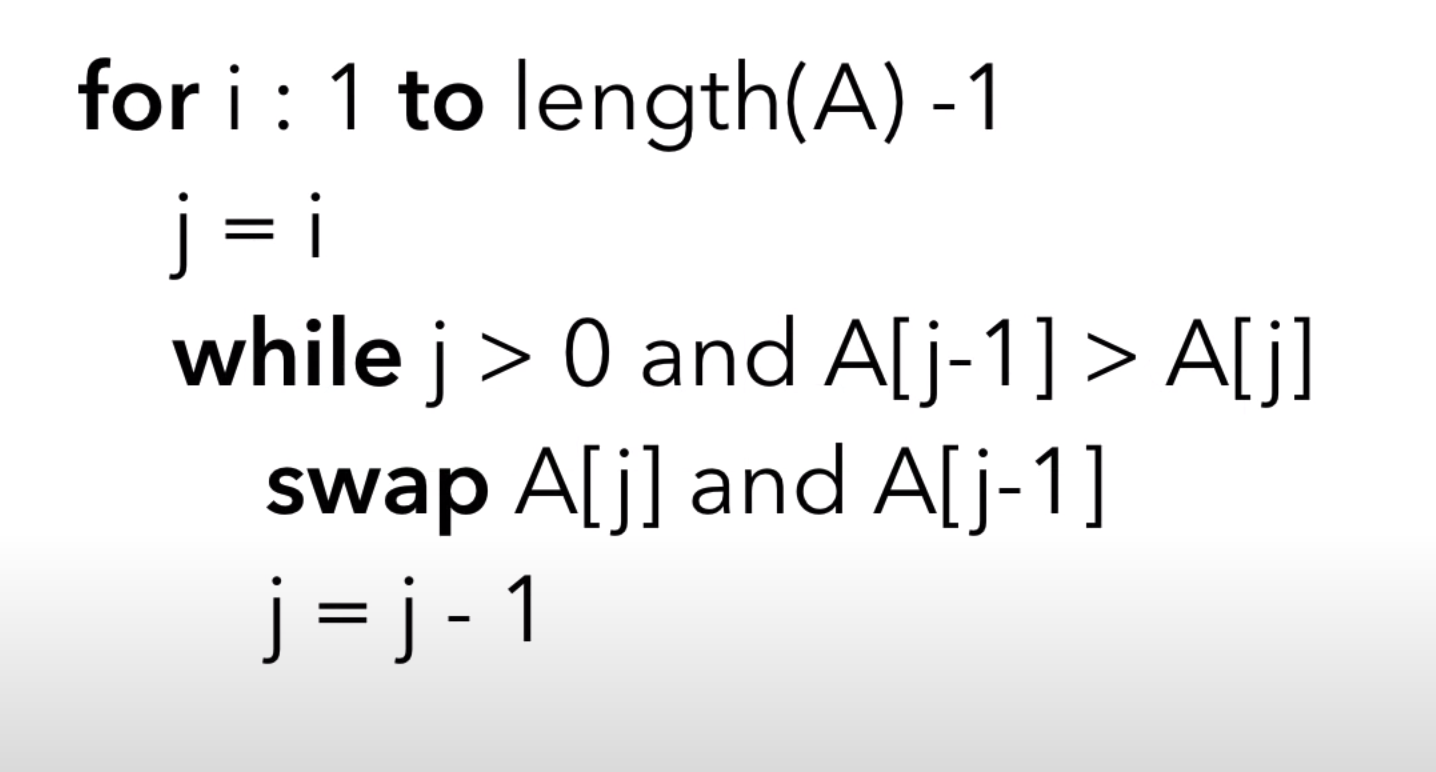 for i : 1 to length(A) -1
j = i
while j > 0 and A[j-1] > A[j]
swap A[j] and A[j-1]
j = j - 1